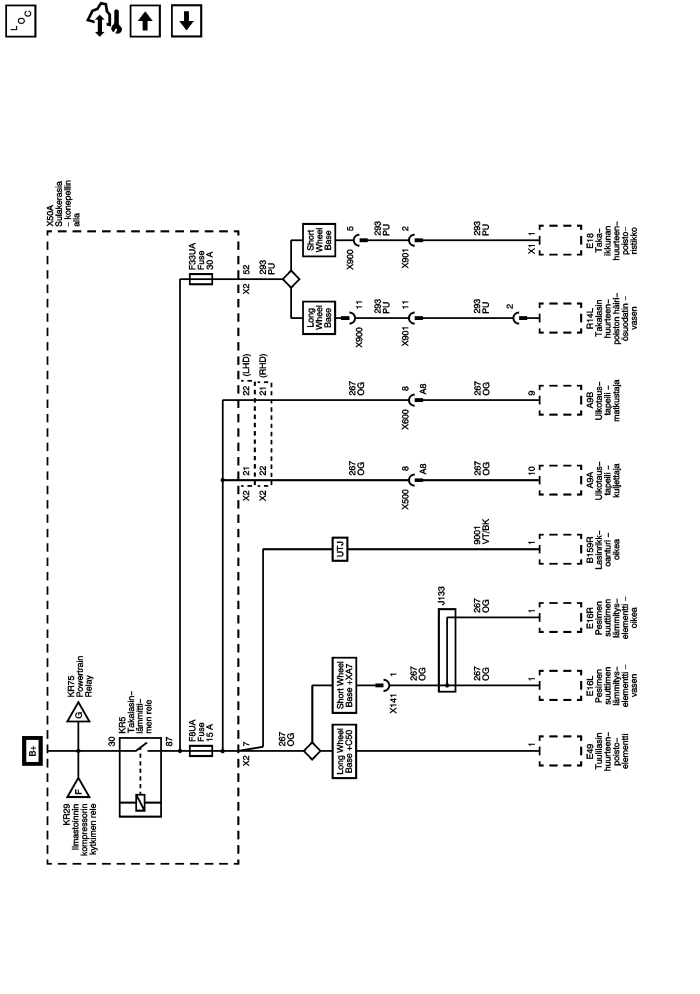 LOC
X50A
Sulakerasia
– konepellin
alla
B+
KR75
Powertrain
Relay
G
F
KR29
Ilmastoinnin
kompressorin
kytkimen rele
KR5
Takalasin–
lämmitti–
men rele
30
87
F33UA
Fuse
30 A
F8UA
Fuse
15 A
52
X2
293
PU
Short
Wheel
Base
Long
Wheel
Base
5
X900
293
PU
2
X901
293
PU
1
X1
E18
Taka–
ikkunan
huurteen–
poisto–
ristikko
11
X900
293
PU
11
X901
293
PU
2
R14L
Takalasin
huurteen–
poiston häiri–
ösuodatin –
vasen
22 (LHD)
21 (RHD)
267
OG
8
A8
X600
267
OG
9
A9B
Ulkotaus–
tapeili –
matkustaja
21
22
X2
X2
267
OG
8
A8
X500
267
OG
10
A9A
Ulkotaus–
tapeili –
kuljettaja
UTJ
9001
VT/BK
1
B159R
Lasinrikk–
oanturi –
oikea
J133
267
OG
1
E16R
Pesimen
suuttimen
lämmitys–
elementti –
oikea
Short Wheel
Base +XA7
1
X141
267
OG
267
OG
1
E16L
Pesimen
suuttimen
lämmitys–
elementti –
vasen
7
X2
267
OG
Long Wheel
Base +C50
1
E49
Tuulilasin
huurteen–
poisto–
elementti